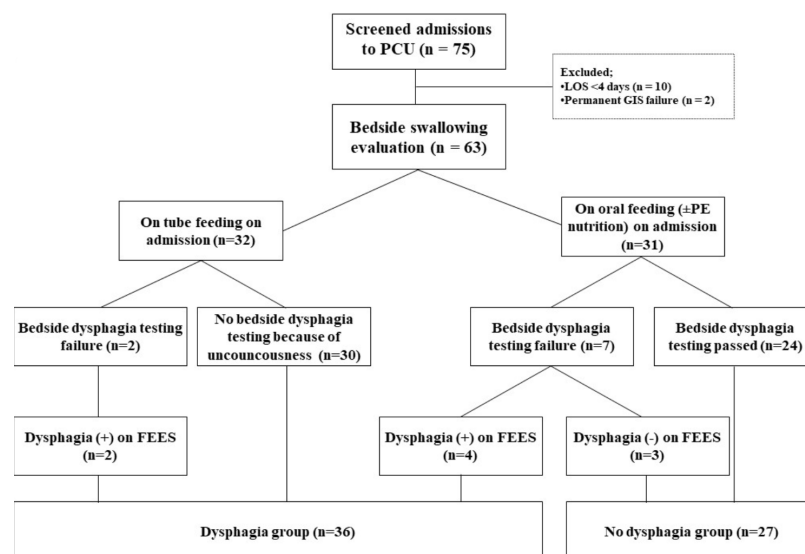 Screened admissions
to PCU (n = 75)
Excluded;
•LOS <4 days (n = 10)
•Permanent GIS failure (n = 2)
Bedside swallowing
evaluation (n = 63)
On tube feeding on
admission (n=32)
On oral feeding (±PE
nutrition) on admission
(n=31)
Bedside dysphagia testing
failure (n=2)
No bedside dysphagia
testing because of
uncouncousness (n=30)
Bedside dysphagia
testing failure (n=7)
Bedside dysphagia
testing passed (n=24)
Dysphagia (+) on FEES
(n=2)
Dysphagia (+) on FEES
(n=4)
Dysphagia (-) on FEES
(n=3)
Dysphagia group (n=36)
No dysphagia group (n=27)